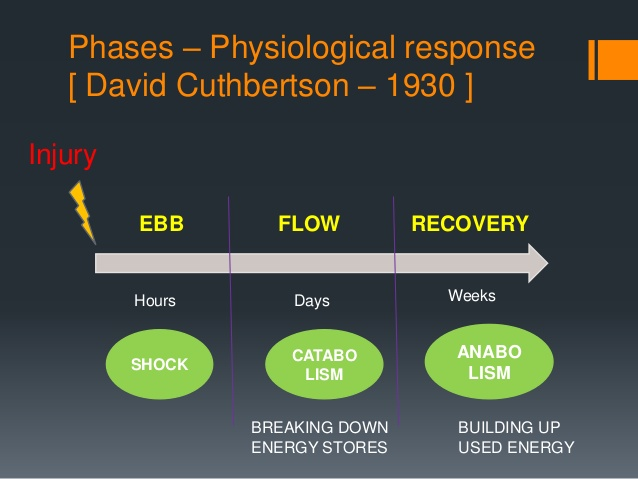 Phases – Physiological response
[ David Cuthbertson – 1930 ]
Injury
EBB
FLOW
RECOVERY
Hours
Days
Weeks
SHOCK
CATABO
LISM
ANABO
LISM
BREAKING DOWN
ENERGY STORES
BUILDING UP
USED ENERGY